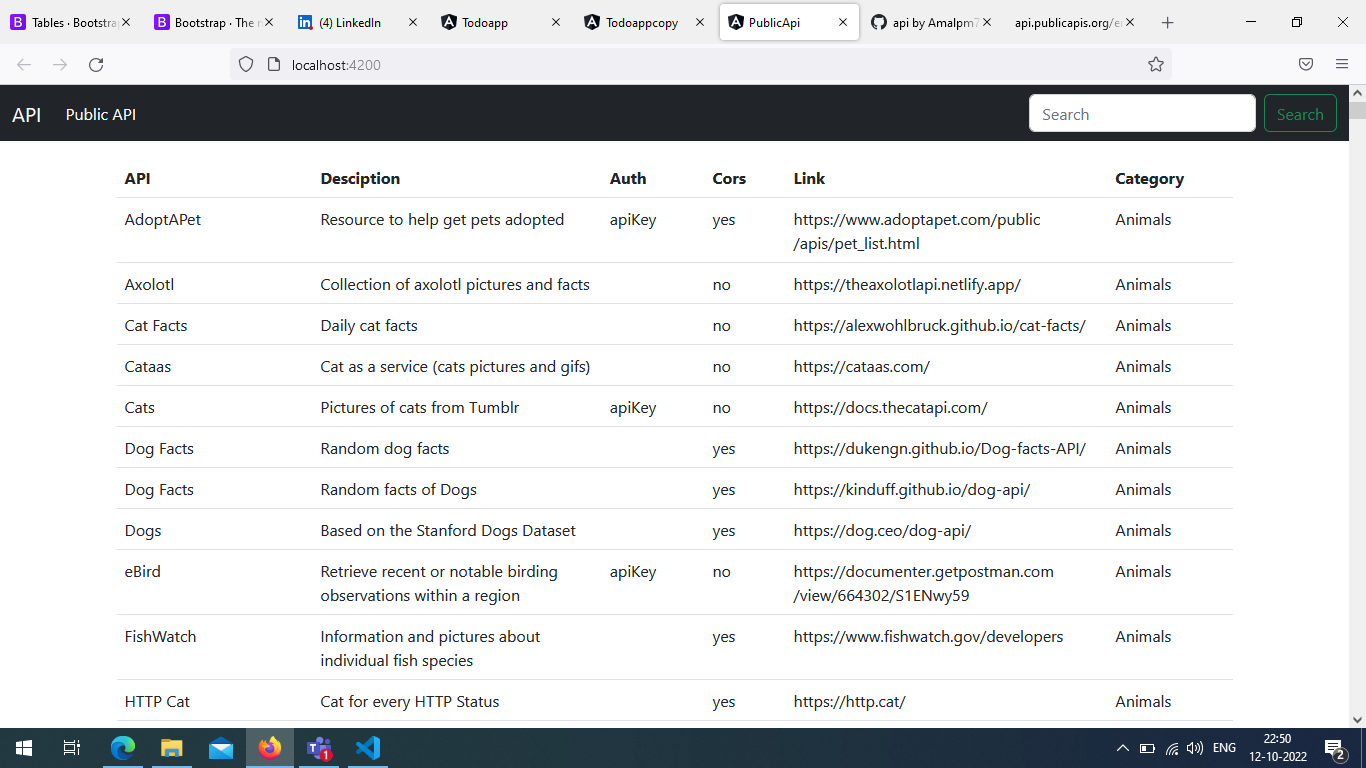 Tables · Bootstrap
Bootstrap · The n
(4) LinkedIn
Todoapp
Todoappcopy
PublicApi
api by Amalpm7
api.publicapis.org/en
localhost:4200
API Public API Search Search
API Desciption Auth Cors Link Category
AdoptAPet Resource to help get pets adopted apiKey yes https://www.adoptapet.com/public Animals
/apis/pet_list.html
Axolotl Collection of axolotl pictures and facts no https://theaxolotlapi.netlify.app/ Animals
Cat Facts Daily cat facts no https://alexwohlbruck.github.io/cat-facts/ Animals
Cataas Cat as a service (cats pictures and gifs) no https://cataas.com/ Animals
Cats Pictures of cats from Tumblr apiKey no https://docs.thecatapi.com/ Animals
Dog Facts Random dog facts yes https://dukengn.github.io/Dog-facts-API/ Animals
Dog Facts Random facts of Dogs yes https://kinduff.github.io/dog-api/ Animals
Dogs Based on the Stanford Dogs Dataset yes https://dog.ceo/dog-api/ Animals
eBird Retrieve recent or notable birding apiKey no https://documenter.getpostman.com Animals
observations within a region /view/664302/S1ENwy59
FishWatch Information and pictures about yes https://www.fishwatch.gov/developers Animals
individual fish species
HTTP Cat Cat for every HTTP Status yes https://http.cat/ Animals
1
ENG
22:50
12-10-2022
2